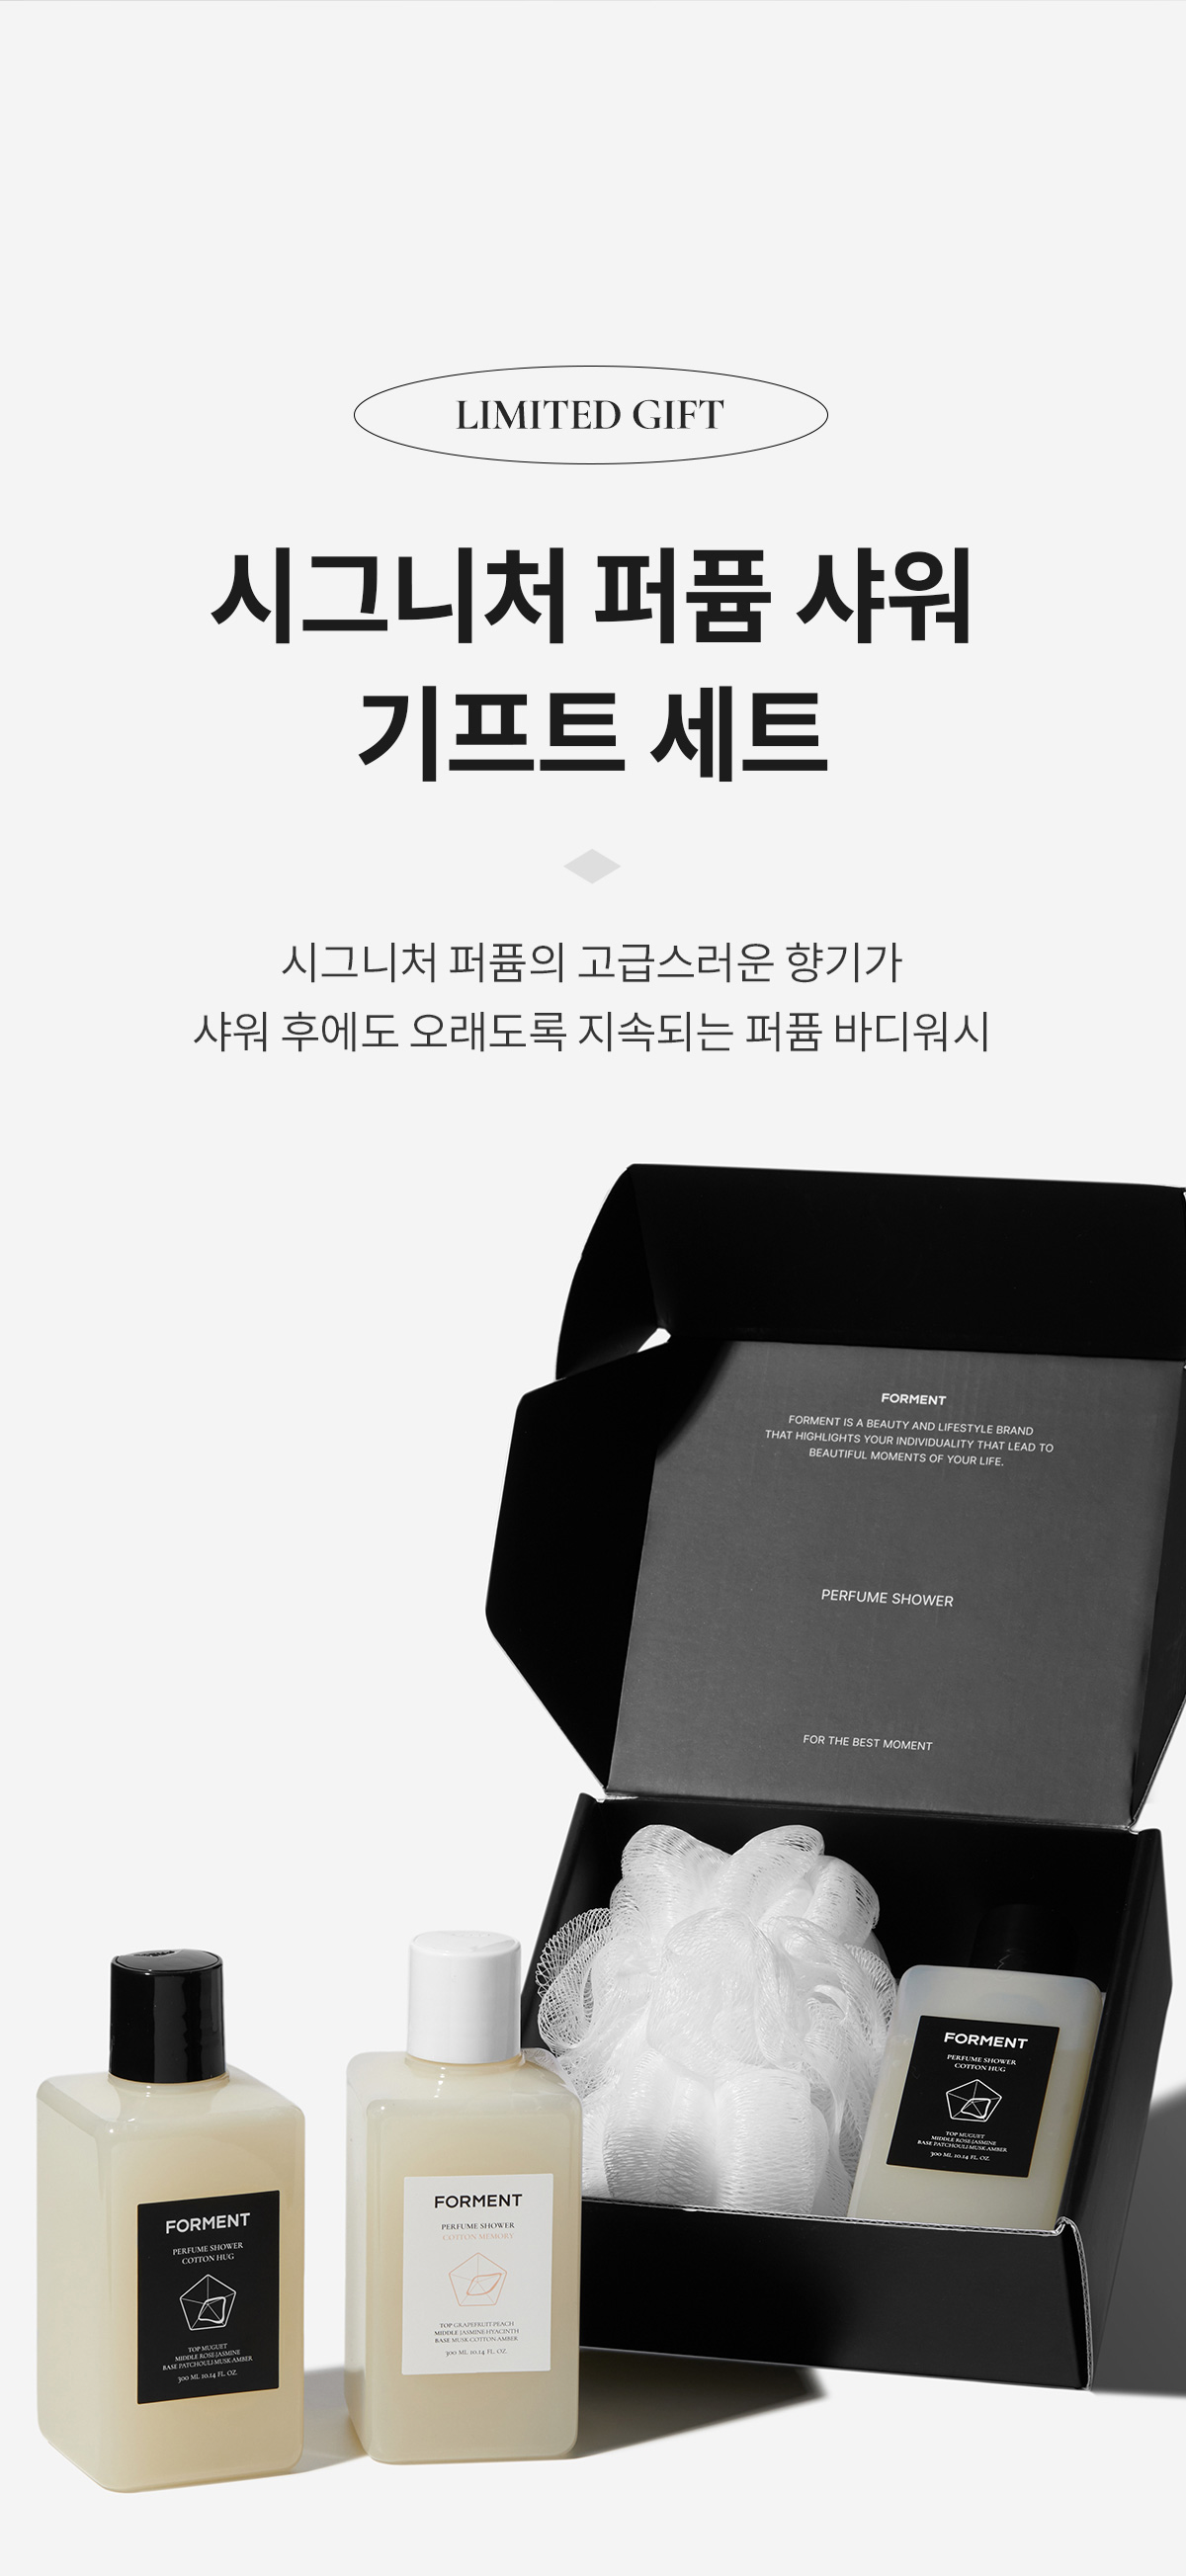 LIMITED GIFT
시그니처 퍼퓸 샤워
기프트 세트
시그니처 퍼퓸의 고급스러운 향기가
샤워 후에도 오래도록 지속되는 퍼퓸 바디워시
FORMENT
FORMENT IS A BEAUTY AND LIFESTYLE BRAND
THAT HIGHLIGHTS YOUR INDIVIDUALITY THAT LEAD TO
BEAUTIFUL MOMENTS OF YOUR LIFE.
PERFUME SHOWER
FOR THE BEST MOMENT
FORMENT
PERFUME SHOWER
COTTON HUG
TOP MUGUET
MIDDLE ROSE·JASMINE
BASE PATCHOULI·MUSK·AMBER
300 ML 10.14 FL. OZ.
FORMENT
PERFUME SHOWER
COTTON MEMORY
TOP GRAPEFRUIT·PEACH
MIDDLE JASMINE·HYACINTH
BASE MUSK·COTTON·AMBER
300 ML 10.14 FL. OZ.
FORMENT
PERFUME SHOWER
COTTON HUG
TOP MUGUET
MIDDLE ROSE·JASMINE
BASE PATCHOULI·MUSK·AMBER
300 ML 10.14 FL. OZ.